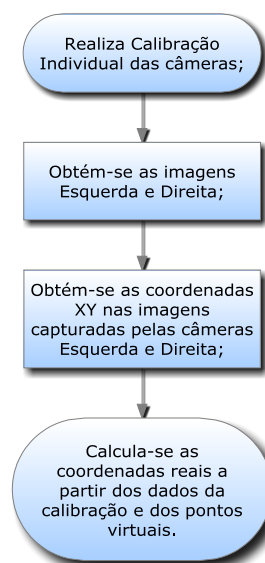 Realiza Calibração
Individual das câmeras;
Obtém-se as imagens
Esquerda e Direita;
Obtém-se as coordenadas
XY nas imagens
capturadas pelas câmeras
Esquerda e Direita;
Calcula-se as
coordenadas reais a
partir dos dados da
calibração e dos pontos
virtuais.